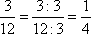 3/12 = 3:3/12:3 = 1/4